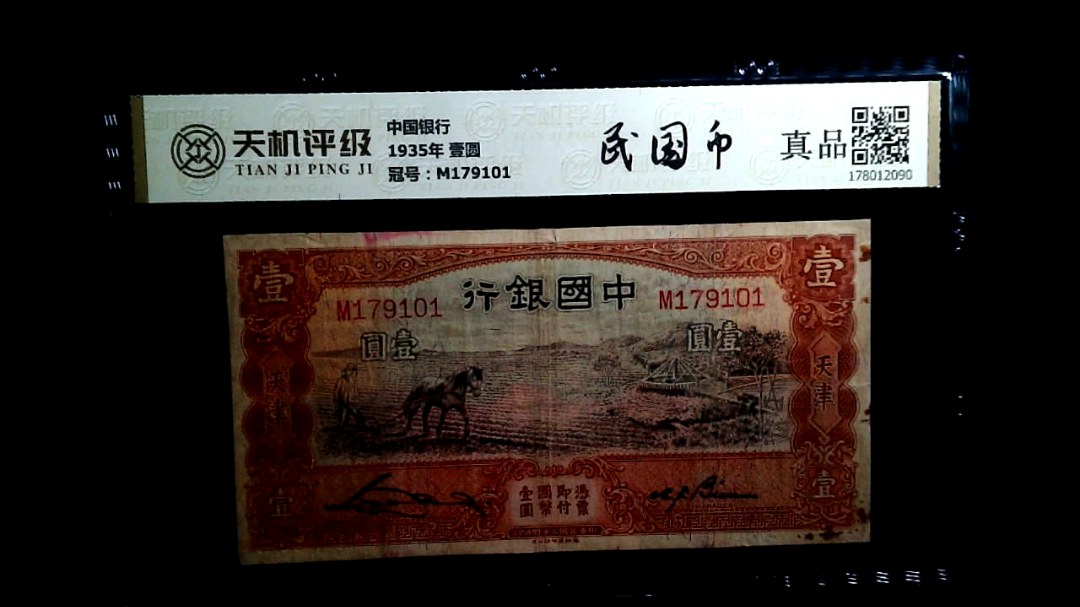 天机评级
TIAN JI PING JI
中国银行
1935年 壹圆
冠号：M179101
民国币
真品
178012090
壹
壹
行銀國中
M179101
M179101
圓壹
圓壹
天津
天津
憑票即付國幣壹圓
壹
壹